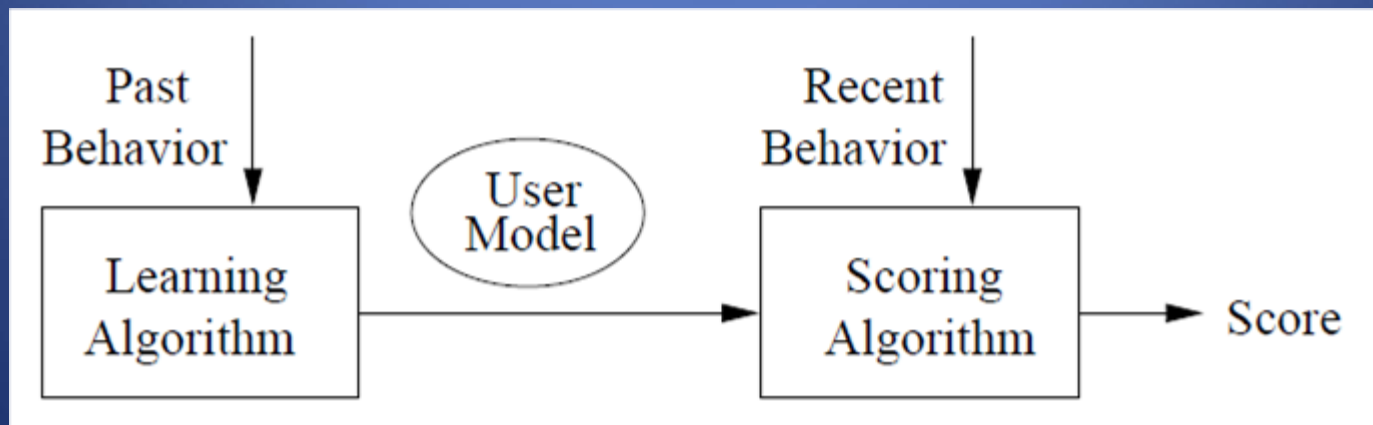 Past
Behavior
Recent
Behavior
User
Model
Learning
Algorithm
Scoring
Algorithm
Score